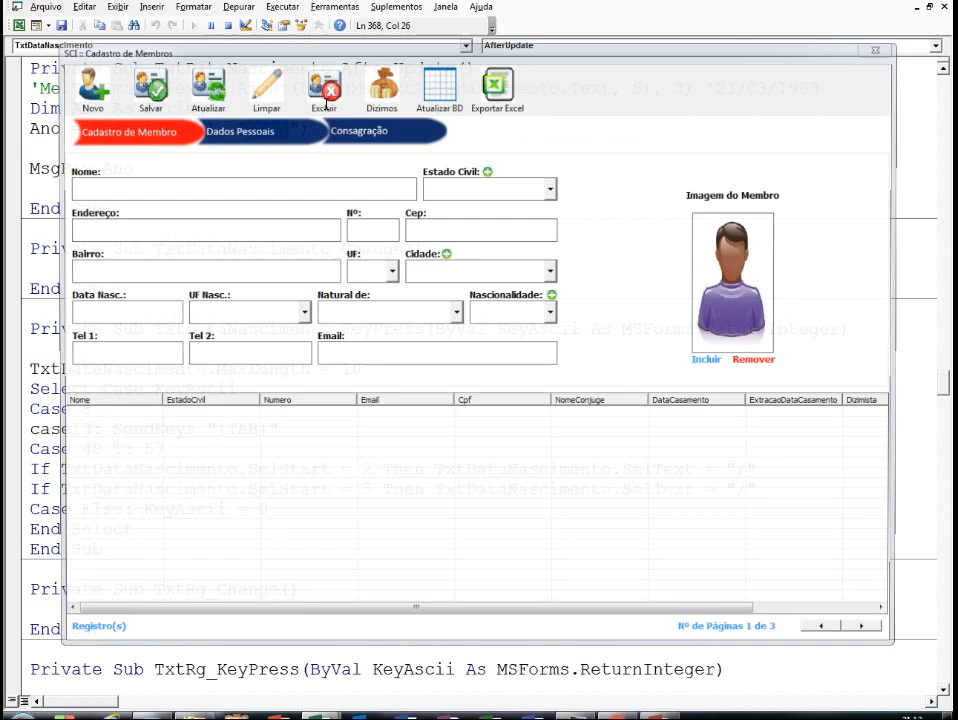 Arquivo Editar Exibir Inserir Formatar Depurar Executar Ferramentas Suplementos Janela Ajuda
Ln 368, Col 26
TxtDataNascimento
AfterUpdate
SCI :: Cadastro de Membros
Novo Salvar Atualizar Limpar Excluir Dizimos Atualizar BD Exportar Excel
Cadastro de Membro Dados Pessoais Consagração
Nome: Estado Civil:
Imagem do Membro
Endereço: Nº: Cep:
Bairro: UF: Cidade:
Data Nasc.: UF Nasc.: Natural de: Nascionalidade:
Tel 1: Tel 2: Email:
Incluir Remover
Nome EstadoCivil Numero Email Cpf NomeConjuge DataCasamento ExtracaoDataCasamento Dizimista
Registro(s)
Nº de Páginas 1 de 3
'23/03/1989
Ano
MsgBox Ano
End
Private Sub TxtDataNascimento_Change()
End
Private Sub TxtDataNascimento_KeyPress(ByVal KeyAscii As MSForms.ReturnInteger)
TxtDataNascimento.MaxLength = 10
Select Case KeyAscii
Case 8
case13: SendKeys "{TAB}"
Case 48 To 57
If TxtDataNascimento.SelStart = 2 Then TxtDataNascimento.SelText = "/"
If TxtDataNascimento.SelStart = 5 Then TxtDataNascimento.SelText = "/"
Case Else: KeyAscii = 0
End Select
End Sub
Private Sub TxtRg_Change()
End
Private Sub TxtRg_KeyPress(ByVal KeyAscii As MSForms.ReturnInteger)